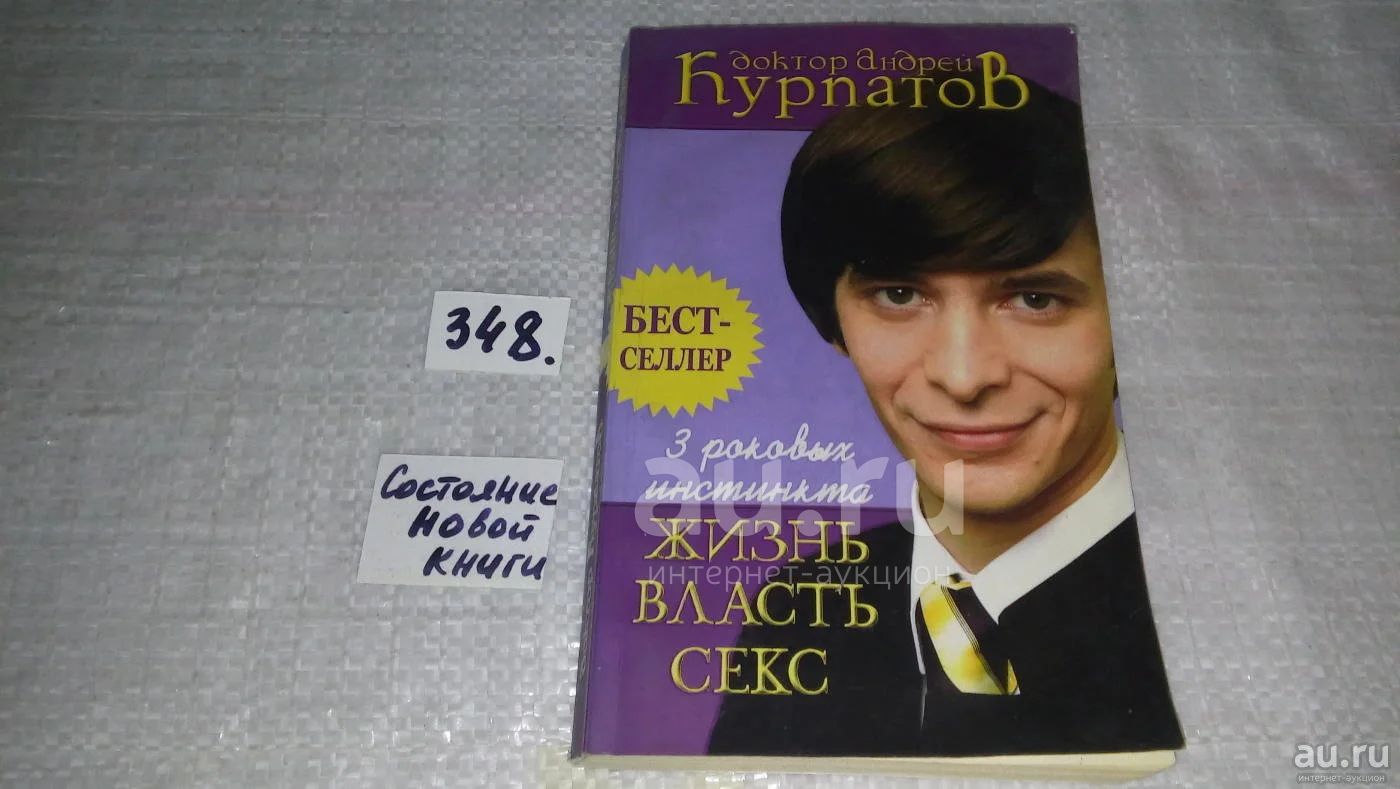 доктор Андрей
Курпатов
БЕСТ-
СЕЛЛЕР
3 роковых
инстинкта
ЖИЗНЬ
ВЛАСТЬ
СЕКС
348.
Состояние
новой
книги
au.ru
интернет-аукцион
au.ru
интернет-аукцион